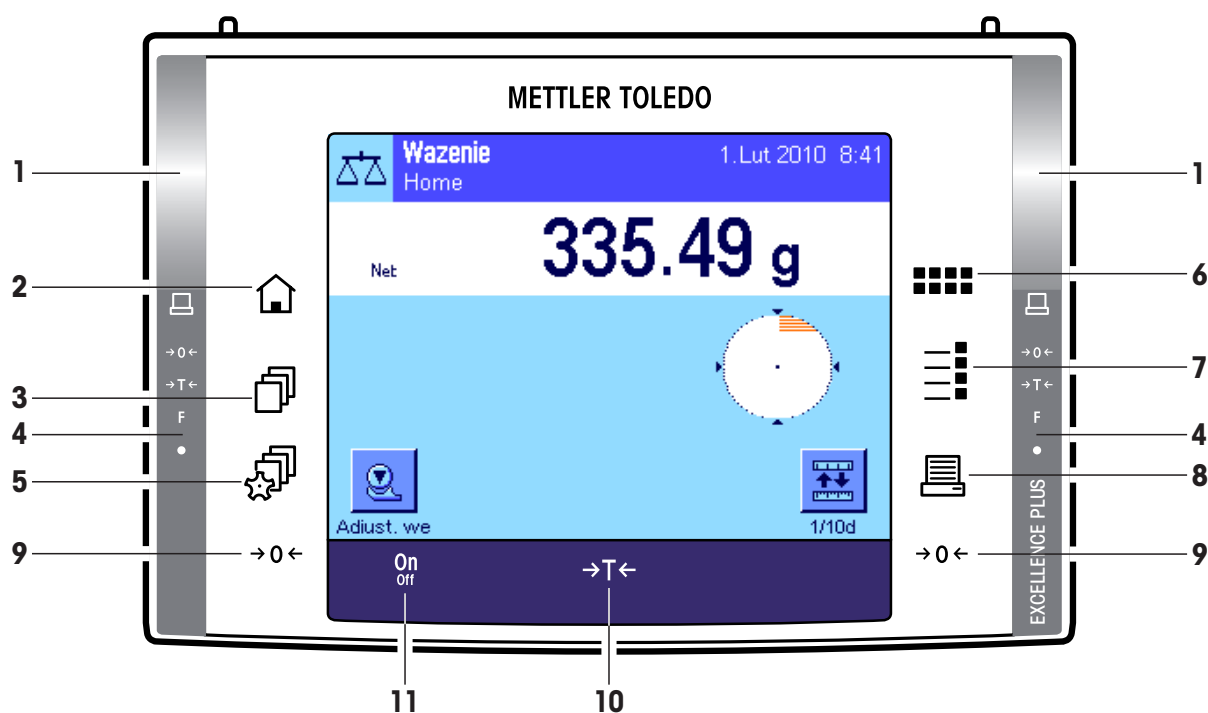 METTLER TOLEDO
Wazenie
1.Lut 2010 8:41
Home
335.49 g
Net
Adiust. we
1/10d
On
Off
→T←
→0←
→0←
→0←
→T←
F
→0←
→T←
F
EXCELLENCE PLUS
1
2
3
4
5
9
1
6
7
4
8
9
11
10